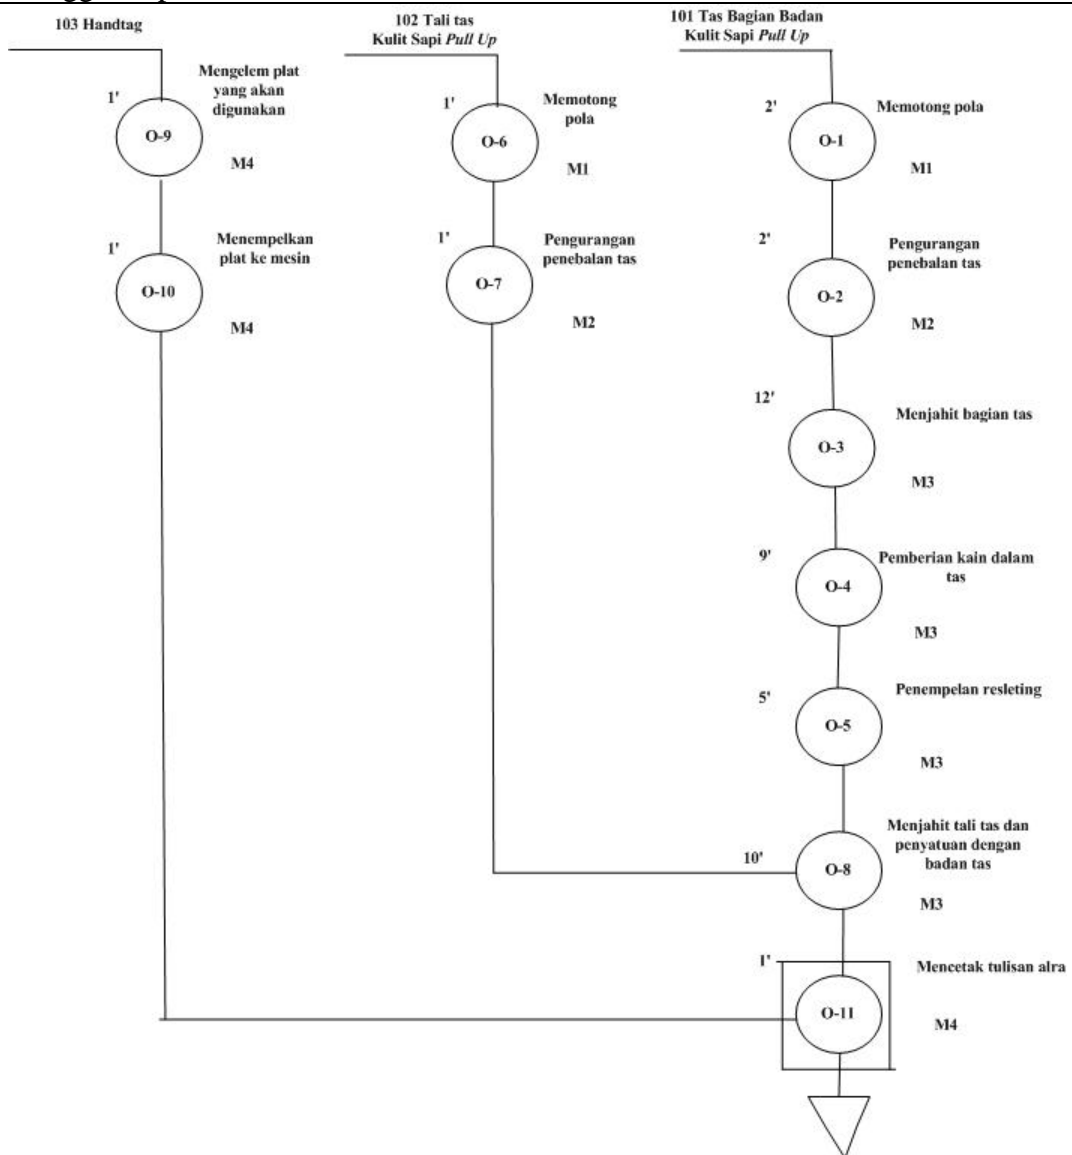 103 Handtag
1'
Mengelem plat
yang akan
digunakan
O-9
M4
1'
Menempelkan
plat ke mesin
O-10
M4
102 Tali tas
Kulit Sapi Pull Up
1'
Memotong
pola
O-6
M1
1'
Pengurangan
penebalan tas
O-7
M2
101 Tas Bagian Badan
Kulit Sapi Pull Up
2'
Memotong pola
O-1
M1
2'
Pengurangan
penebalan tas
O-2
M2
12'
Menjahit bagian tas
O-3
M3
9'
Pemberian kain dalam
tas
O-4
M3
5'
Penempelan resleting
O-5
M3
10'
Menjahit tali tas dan
penyatuan dengan
badan tas
O-8
M3
1'
Mencetak tulisan alra
O-11
M4